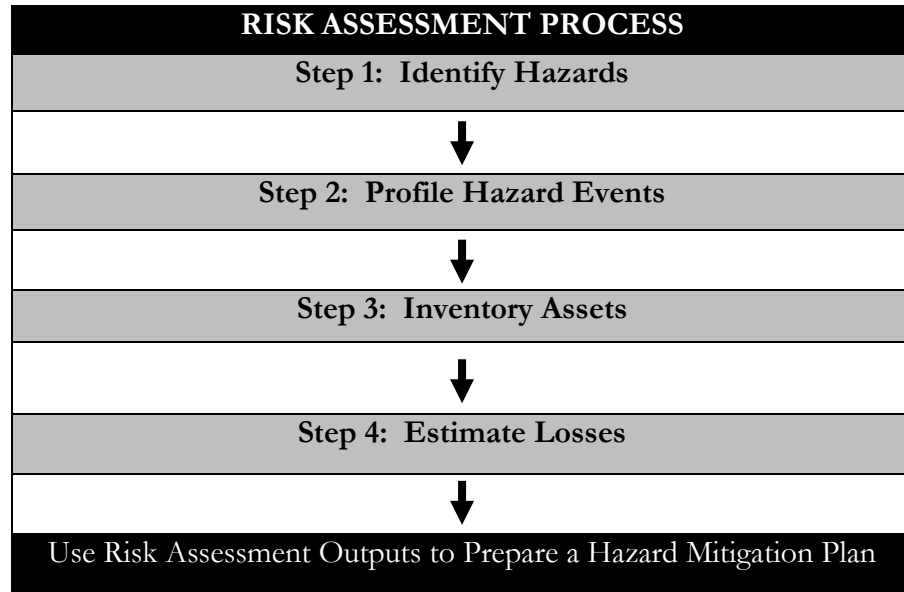 RISK ASSESSMENT PROCESS
Step 1:  Identify Hazards
Step 2:  Profile Hazard Events
Step 3:  Inventory Assets
Step 4:  Estimate Losses
Use Risk Assessment Outputs to Prepare a Hazard Mitigation Plan